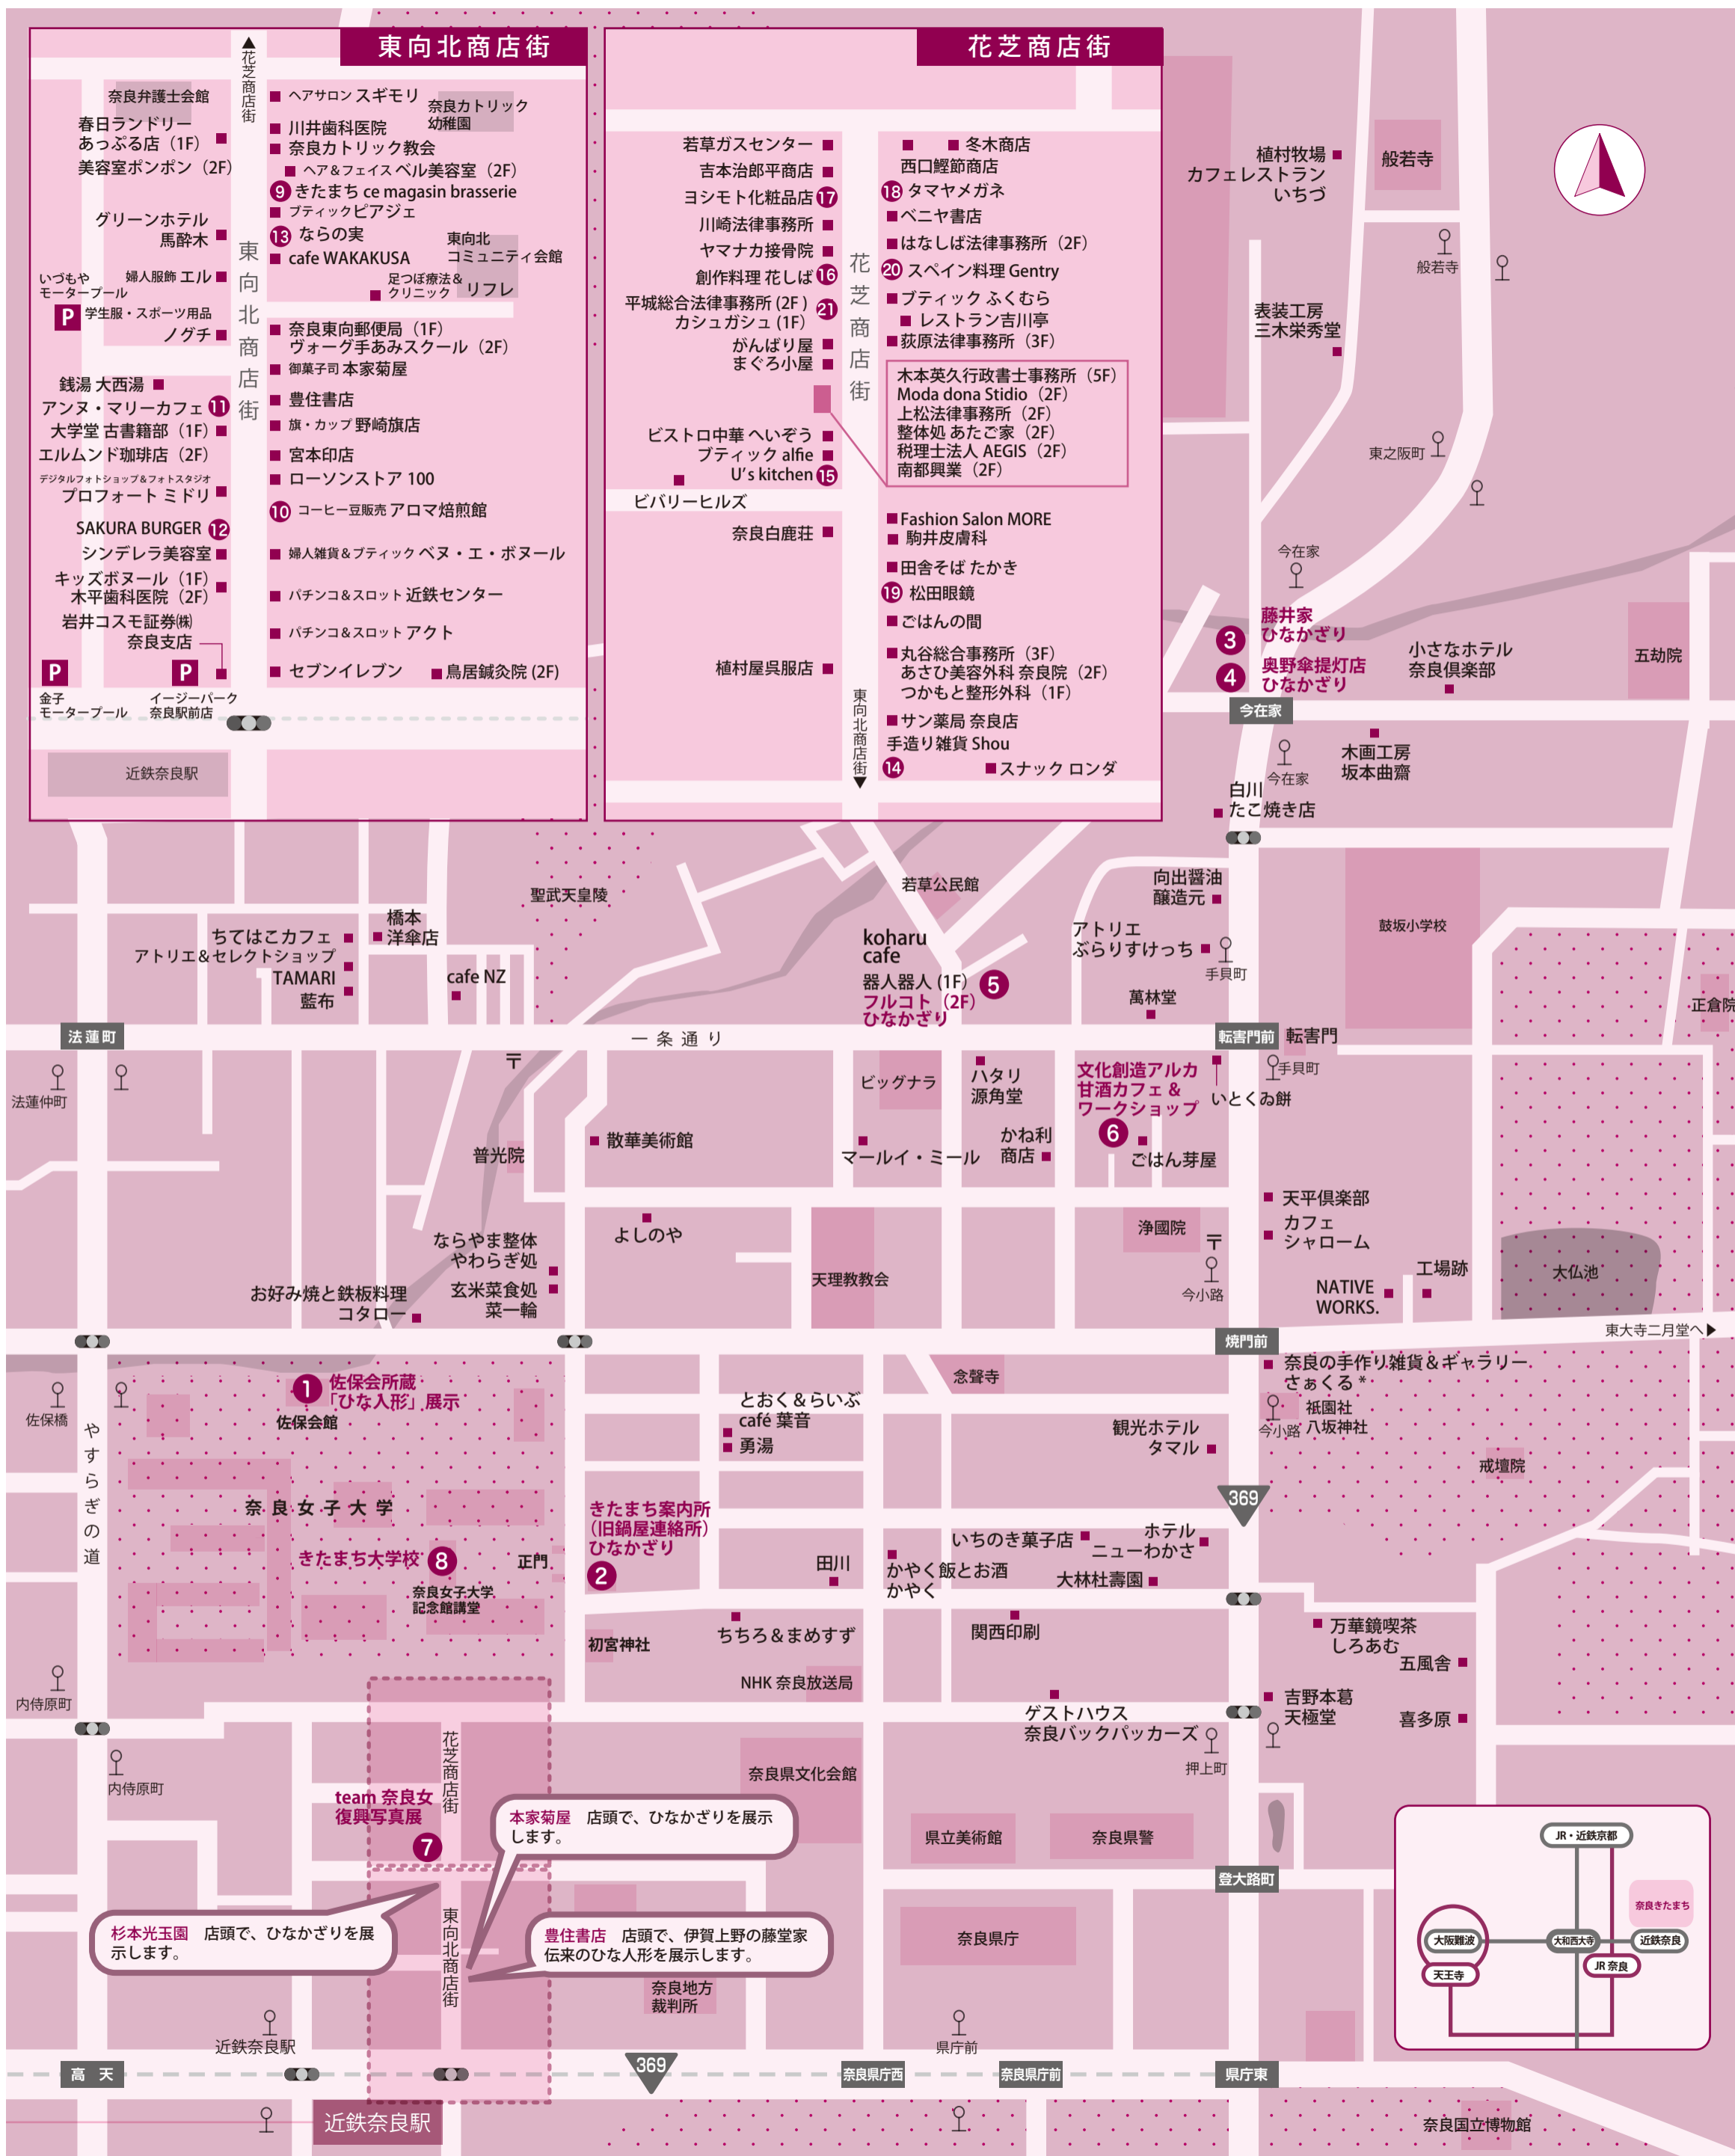 東向北商店街
▲花芝商店街
奈良弁護士会館
春日ランドリー
あっぷる店（1F）
美容室ポンポン（2F）
グリーンホテル
馬酔木
いづもや
モータープール
婦人服飾 エル
P
学生服・スポーツ用品
ノグチ
銭湯 大西湯
アンヌ・マリーカフェ 11
大学堂 古書籍部（1F）
エルムンド珈琲店（2F）
デジタルフォトショップ＆フォトスタジオ
プロフォート ミドリ
SAKURA BURGER 12
シンデレラ美容室
キッズボヌール（1F）
木平歯科医院（2F）
岩井コスモ証券㈱
奈良支店
P
金子
モータープール
P
イージーパーク
奈良駅前店
近鉄奈良駅
東向北商店街
ヘアサロン スギモリ
奈良カトリック
幼稚園
川井歯科医院
奈良カトリック教会
ヘア＆フェイス ベル美容室（2F）
9 きたまち ce magasin brasserie
ブティック ピアジェ
13 ならの実
東向北
コミュニティ会館
cafe WAKAKUSA
足つぼ療法＆
クリニック リフレ
奈良東向郵便局（1F）
ヴォーグ手あみスクール（2F）
御菓子司 本家菊屋
豊住書店
旗・カップ 野崎旗店
宮本印店
ローソンストア 100
10 コーヒー豆販売 アロマ焙煎館
婦人雑貨＆ブティック ベヌ・エ・ボヌール
パチンコ＆スロット 近鉄センター
パチンコ＆スロット アクト
セブンイレブン
鳥居鍼灸院 (2F)
花芝商店街
若草ガスセンター
吉本治郎平商店
ヨシモト化粧品店 17
川崎法律事務所
ヤマナカ接骨院
創作料理 花しば 16
平城総合法律事務所 (2F )
カシュガシュ (1F) 21
がんばり屋
まぐろ小屋
ビストロ中華 へいぞう
ブティック alfie
U's kitchen 15
ビバリーヒルズ
奈良白鹿荘
植村屋呉服店
花芝商店街
東向北商店街▼
冬木商店
西口鰹節商店
18 タマヤメガネ
ベニヤ書店
はなしば法律事務所（2F）
20 スペイン料理 Gentry
ブティック ふくむら
レストラン吉川亭
荻原法律事務所（3F）
木本英久行政書士事務所（5F）
Moda dona Stidio（2F）
上松法律事務所（2F）
整体処 あたご家（2F）
税理士法人 AEGIS（2F）
南都興業（2F）
Fashion Salon MORE
駒井皮膚科
田舎そば たかき
19 松田眼鏡
ごはんの間
丸谷総合事務所（3F）
あさひ美容外科 奈良院（2F）
つかもと整形外科（1F）
サン薬局 奈良店
手造り雑貨 Shou
14
スナック ロンダ
植村牧場
カフェレストラン
いちづ
般若寺
般若寺
表装工房
三木栄秀堂
東之阪町
今在家
3 藤井家
ひなかざり
4 奥野傘提灯店
ひなかざり
小さなホテル
奈良倶楽部
五劫院
今在家
今在家
木画工房
坂本曲齋
白川
たこ焼き店
聖武天皇陵
若草公民館
向出醤油
醸造元
鼓坂小学校
橋本
洋傘店
ちてはこカフェ
アトリエ＆セレクトショップ
TAMARI
藍布
cafe NZ
koharu
cafe
器人器人 (1F)
フルコト（2F）
ひなかざり
5
アトリエ
ぶらりすけっち
手貝町
萬林堂
正倉院
法蓮町
一条通り
転害門前
転害門
手貝町
法蓮仲町
〒
ビッグナラ
ハタリ
源角堂
文化創造アルカ
甘酒カフェ &
ワークショップ
6
いとくゐ餅
普光院
散華美術館
マールイ・ミール
かね利
商店
ごはん芽屋
天平倶楽部
カフェ
シャローム
よしのや
浄國院
〒
今小路
ならやま整体
やわらぎ処
玄米菜食処
菜一輪
お好み焼と鉄板料理
コタロー
天理教教会
NATIVE
WORKS.
工場跡
大仏池
東大寺二月堂へ▶
焼門前
1 佐保会所蔵
「ひな人形」展示
佐保会館
佐保橋
やすらぎの道
念聲寺
奈良の手作り雑貨＆ギャラリー
さぁくる *
祇園社
八坂神社
今小路
とおく＆らいぶ
café 葉音
勇湯
観光ホテル
タマル
戒壇院
369
奈良女子大学
きたまち大学校 8
正門
奈良女子大学
記念館講堂
きたまち案内所
（旧鍋屋連絡所）
ひなかざり
2
田川
いちのき菓子店
ホテル
ニューわかさ
かやく飯とお酒
かやく
大林杜壽園
初宮神社
ちちろ＆まめすず
関西印刷
万華鏡喫茶
しろあむ
五風舎
NHK 奈良放送局
内侍原町
ゲストハウス
奈良バックパッカーズ
吉野本葛
天極堂
喜多原
押上町
内侍原町
花芝商店街
奈良県文化会館
team 奈良女
復興写真展
7
本家菊屋　店頭で、ひなかざりを展示
します。
県立美術館
奈良県警
登大路町
杉本光玉園　店頭で、ひなかざりを展
示します。
東向北商店街
豊住書店　店頭で、伊賀上野の藤堂家
伝来のひな人形を展示します。
奈良県庁
奈良地方
裁判所
JR・近鉄京都
奈良きたまち
大阪難波
大和西大寺
近鉄奈良
天王寺
JR 奈良
近鉄奈良駅
県庁前
高天
369
奈良県庁西
奈良県庁前
県庁東
近鉄奈良駅
奈良国立博物館